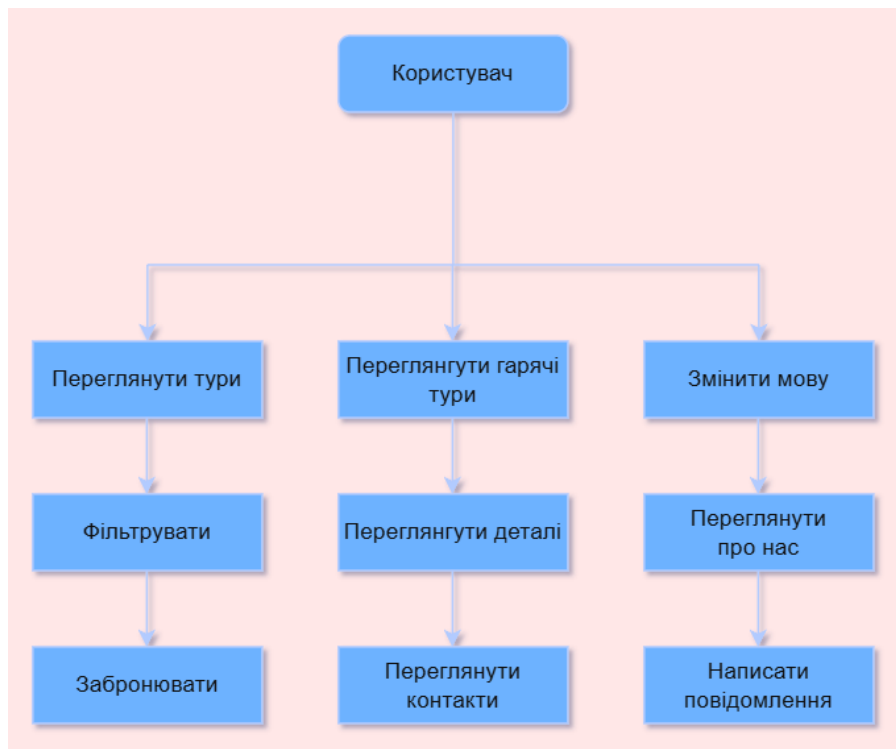 Користувач
Переглянути тури
Переглянгути гарячі
тури
Змінити мову
Фільтрувати
Переглянгути деталі
Переглянути
про нас
Забронювати
Переглянути
контакти
Написати
повідомлення